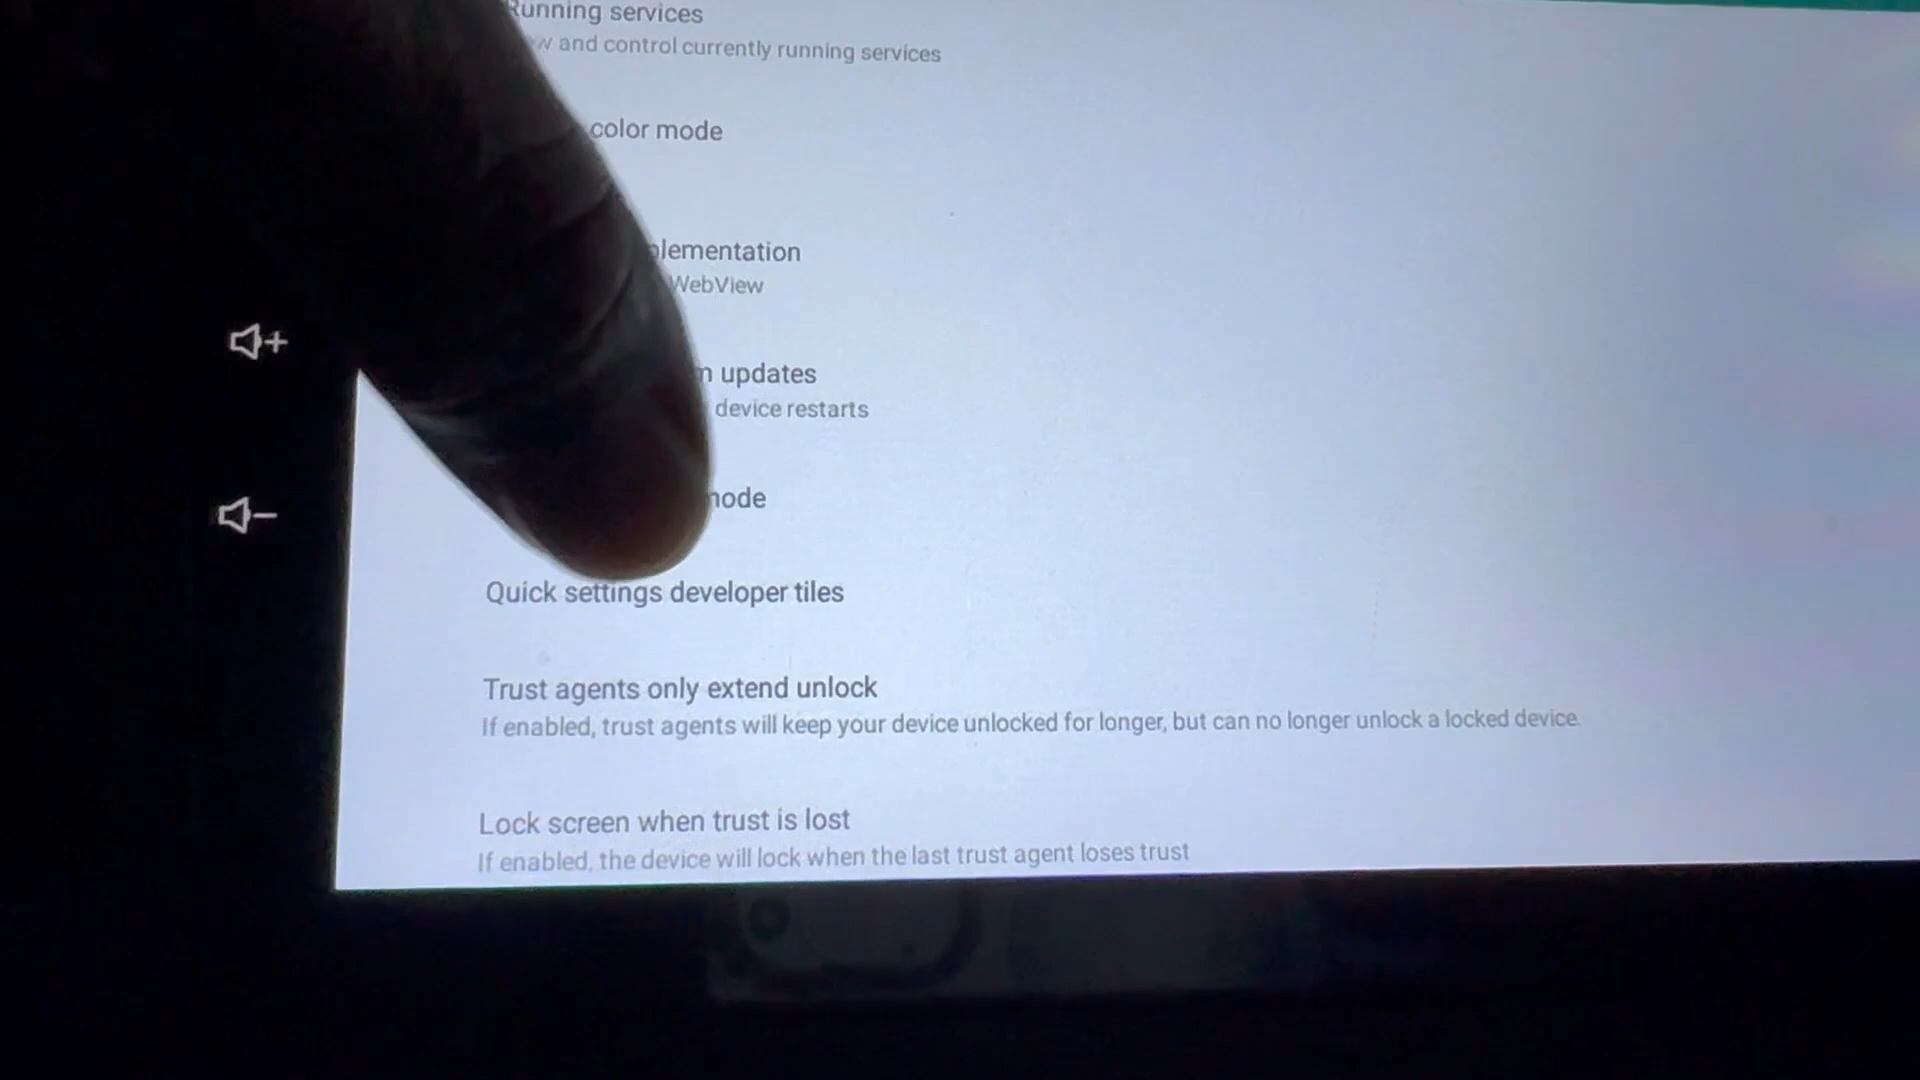 Running services
and control currently running services
color mode
WebView
updates
device restarts
Quick settings developer tiles
Trust agents only extend unlock
If enabled, trust agents will keep your device unlocked for longer, but can no longer unlock a locked device.
Lock screen when trust is lost
If enabled, the device will lock when the last trust agent loses trust